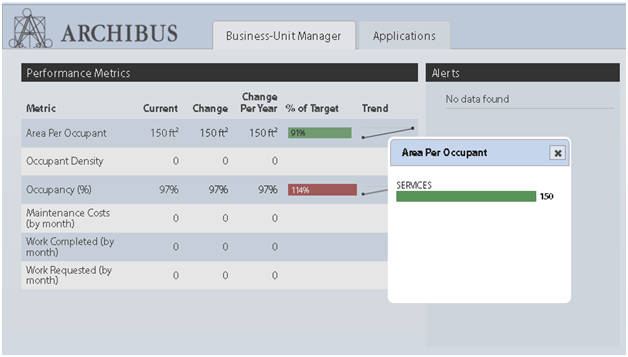 ARCHIBUS
Business-Unit Manager
Applications
Performance Metrics
Alerts
Metric Current Change Change Per Year % of Target Trend
No data found
Area Per Occupant 150 ft² 150 ft² 150 ft² 91%
Occupant Density 0 0 0
Occupancy (%) 97% 97% 97% 114%
Maintenance Costs
(by month) 0 0 0
Work Completed (by
month) 0 0 0
Work Requested (by
month) 0 0 0
Area Per Occupant
SERVICES
150